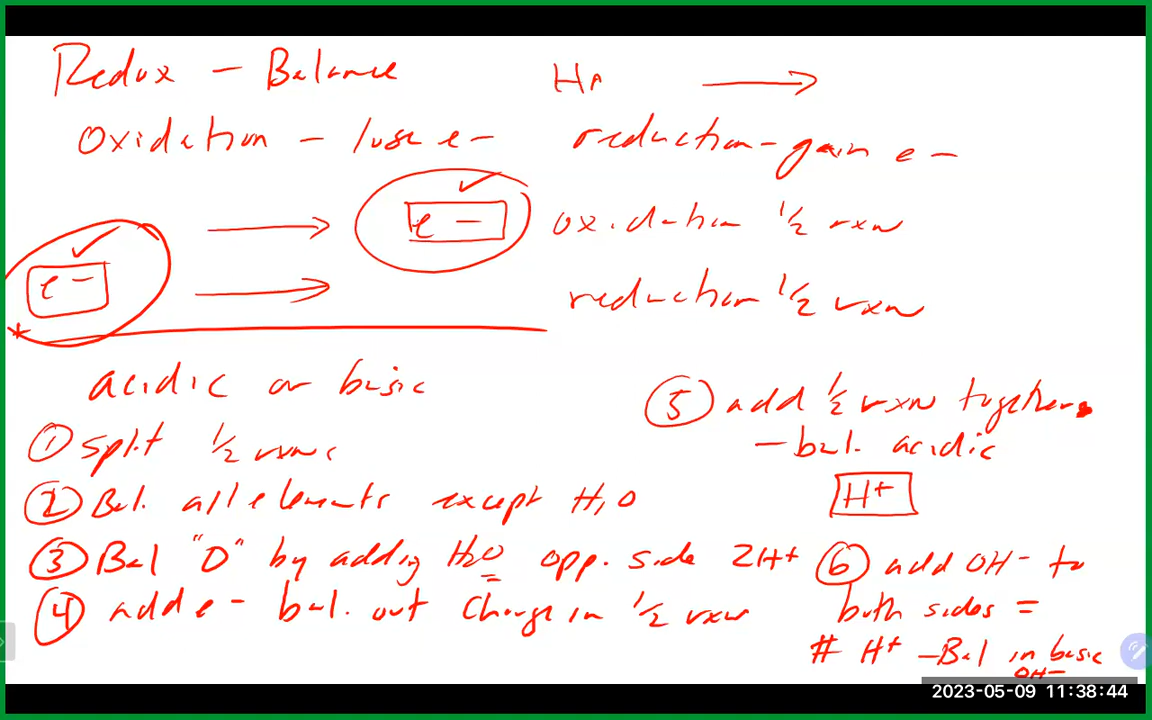 Redox - Balance
HA →
Oxidation - lose e-
reduction - gain e-
→ e-
oxidation 1/2 rxn
e- →
reduction 1/2 rxn
acidic or basic
① split 1/2 rxns
② Bal. all elements except H, O
③ Bal "O" by adding H2O opp. side 2H+
④ add e- bal. out charge in 1/2 rxn
⑤ add 1/2 rxn together
- bal. acidic
H+
⑥ add OH- to
both sides =
# H+ - Bal in basic
OH-
2023-05-09 11:38:44